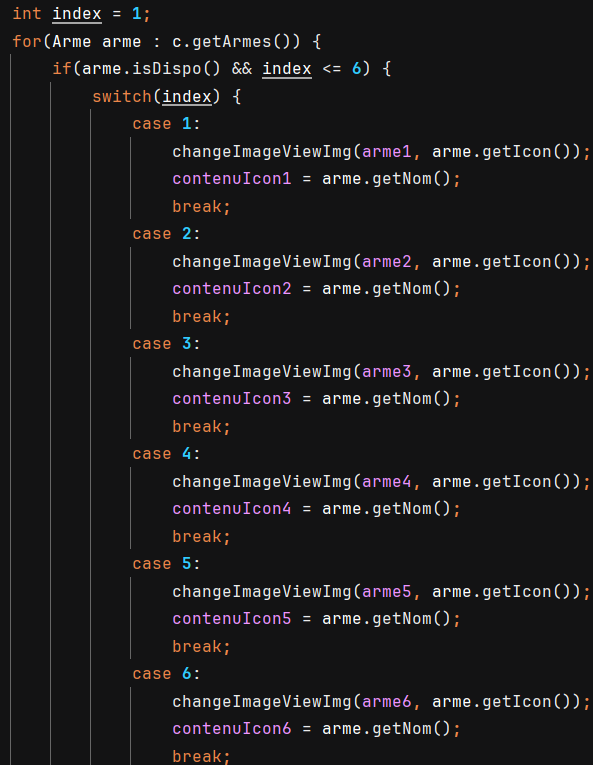 int index = 1;
for(Arme arme : c.getArmes()) {
if(arme.isDispo() && index <= 6) {
switch(index) {
case 1:
changeImageViewImg(arme1, arme.getIcon());
contenuIcon1 = arme.getNom();
break;
case 2:
changeImageViewImg(arme2, arme.getIcon());
contenuIcon2 = arme.getNom();
break;
case 3:
changeImageViewImg(arme3, arme.getIcon());
contenuIcon3 = arme.getNom();
break;
case 4:
changeImageViewImg(arme4, arme.getIcon());
contenuIcon4 = arme.getNom();
break;
case 5:
changeImageViewImg(arme5, arme.getIcon());
contenuIcon5 = arme.getNom();
break;
case 6:
changeImageViewImg(arme6, arme.getIcon());
contenuIcon6 = arme.getNom();
break;